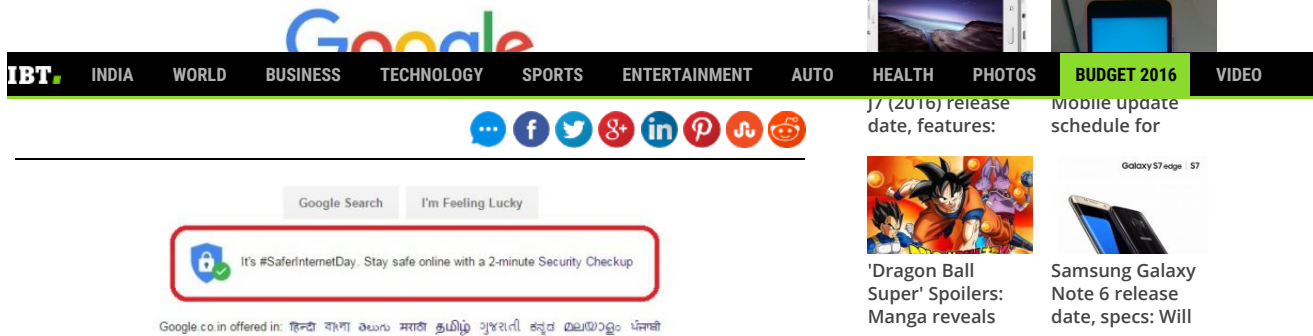 Google
IBT. INDIA WORLD BUSINESS TECHNOLOGY SPORTS ENTERTAINMENT AUTO HEALTH PHOTOS BUDGET 2016 VIDEO
J7 (2016) release
date, features:
Mobile update
schedule for
Google Search I'm Feeling Lucky
It's #SaferInternetDay. Stay safe online with a 2-minute Security Checkup
Google.co.in offered in: हिन्दी বাংলা తెలుగు मराठी தமிழ் ગુજરાતી ಕನ್ನಡ മലയാളം ਪੰਜਾਬੀ
'Dragon Ball
Super' Spoilers:
Manga reveals
Galaxy S7 edge | S7
Samsung Galaxy
Note 6 release
date, specs: Will